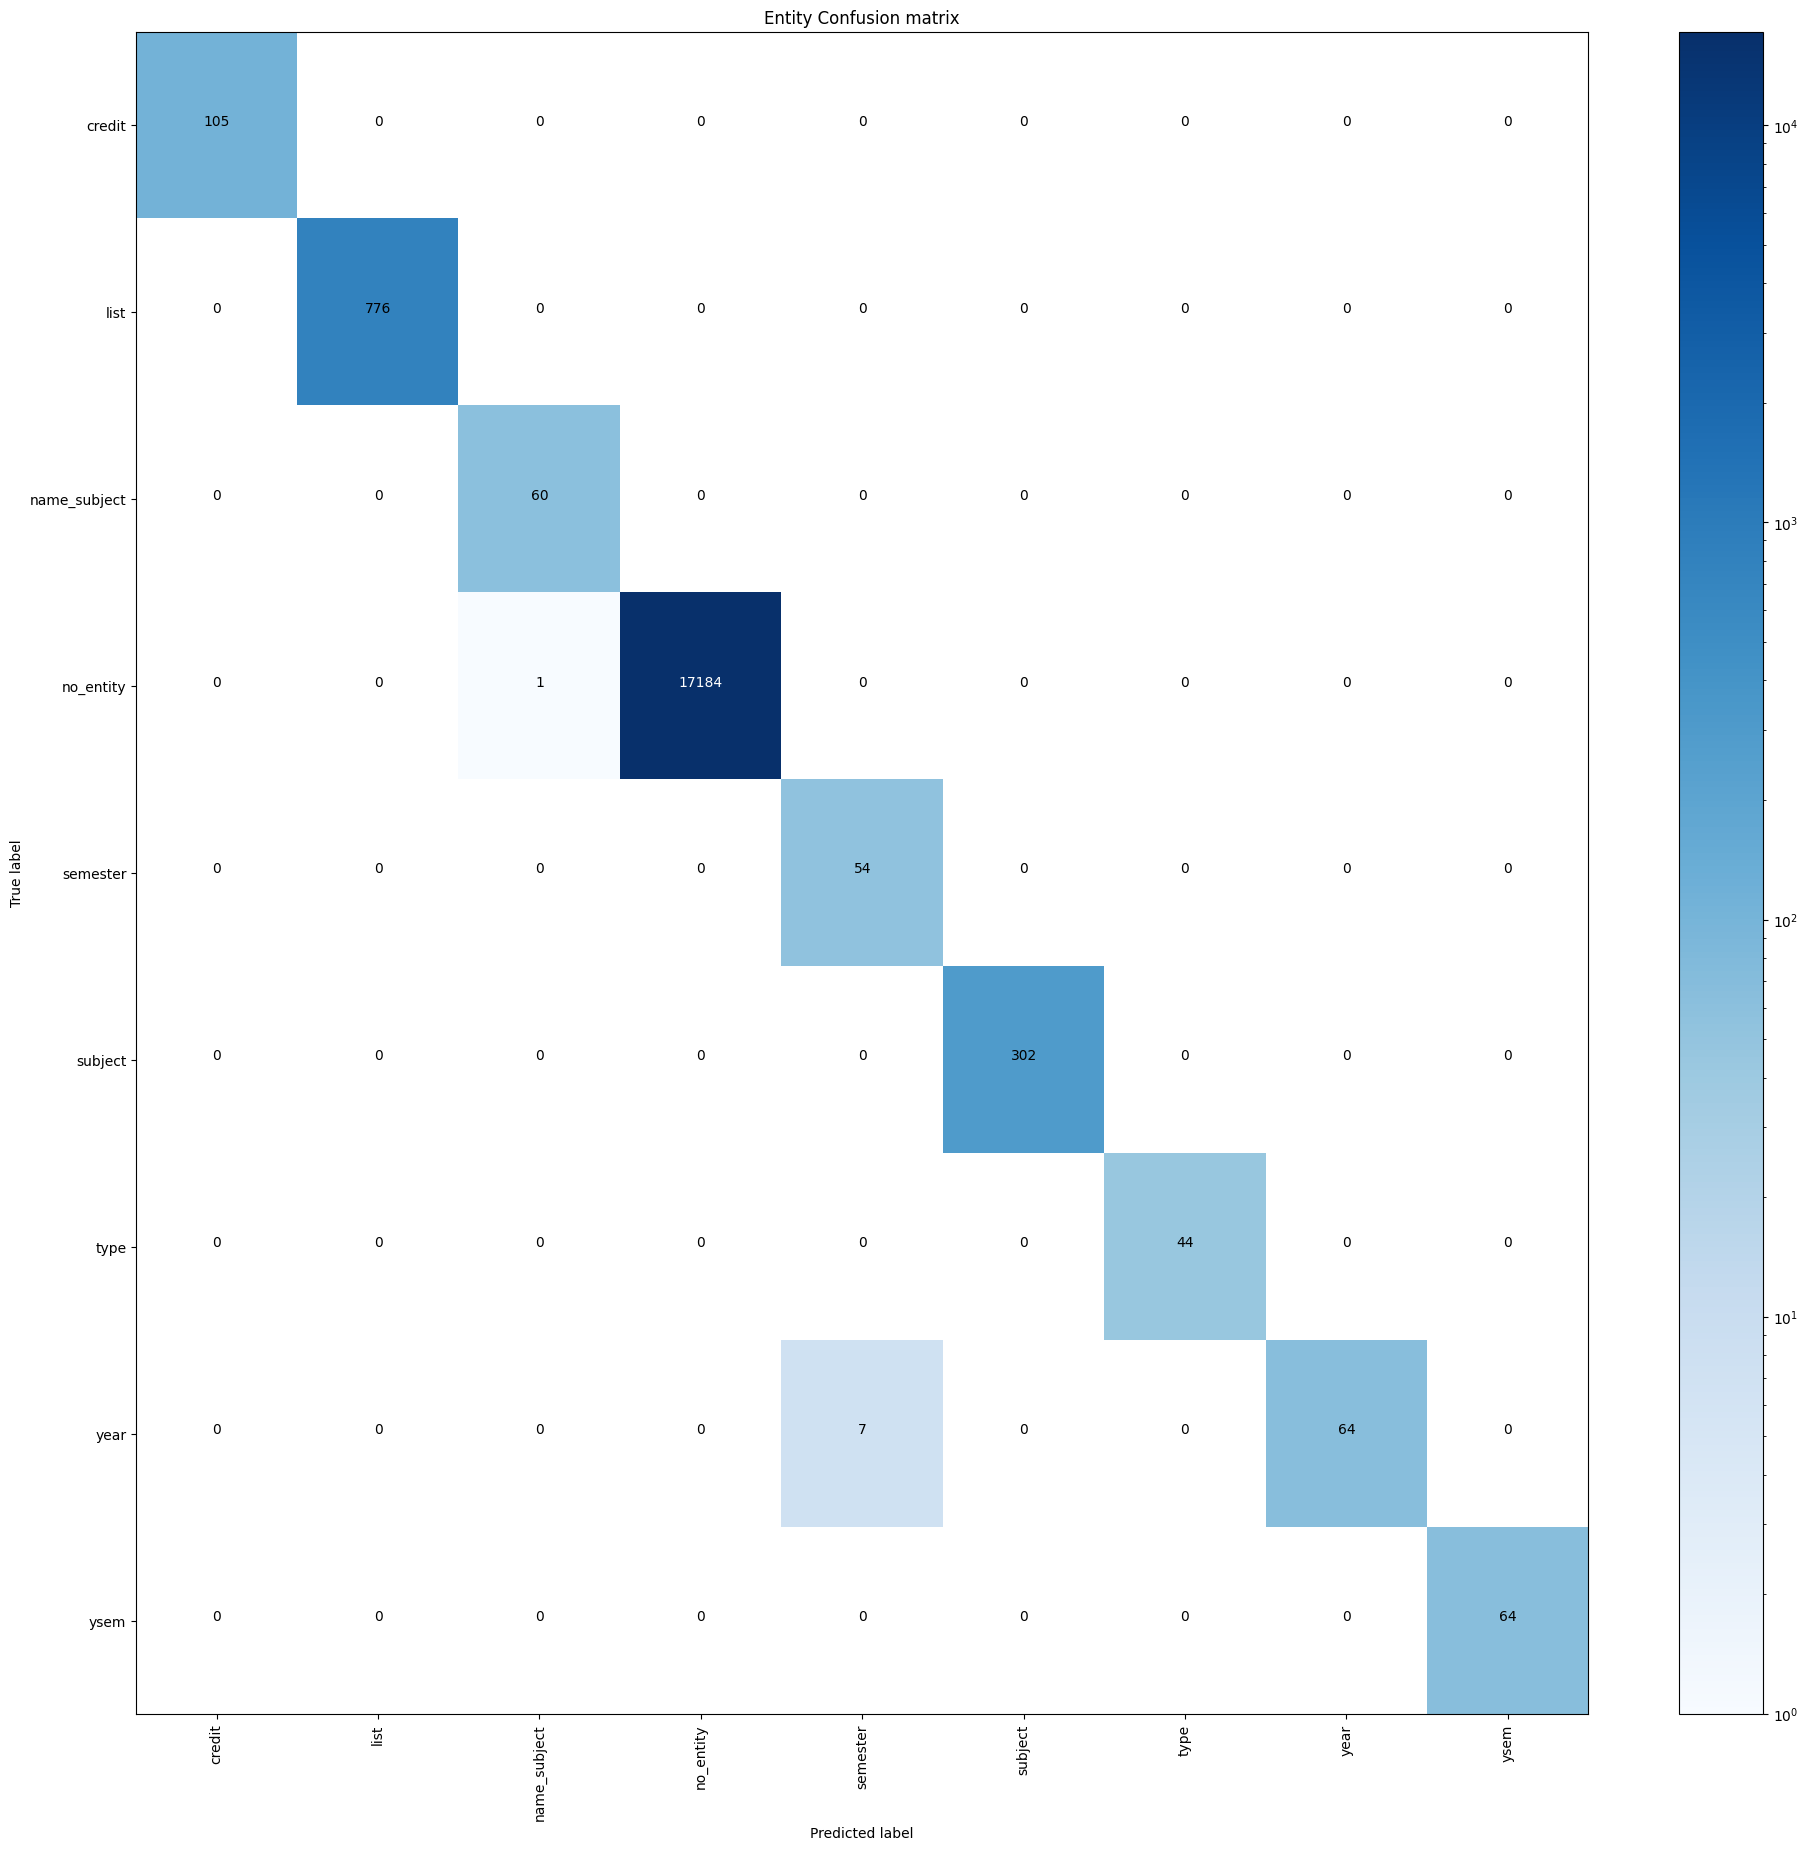 Entity Confusion matrix
credit 105 0 0 0 0 0 0 0 0
list 0 776 0 0 0 0 0 0 0
name_subject 0 0 60 0 0 0 0 0 0
no_entity 0 0 1 17184 0 0 0 0 0
semester 0 0 0 0 54 0 0 0 0
subject 0 0 0 0 0 302 0 0 0
type 0 0 0 0 0 0 44 0 0
year 0 0 0 0 7 0 0 64 0
ysem 0 0 0 0 0 0 0 0 64
True label
credit
list
name_subject
no_entity
semester
subject
type
year
ysem
Predicted label
10⁴
10³
10²
10¹
10⁰